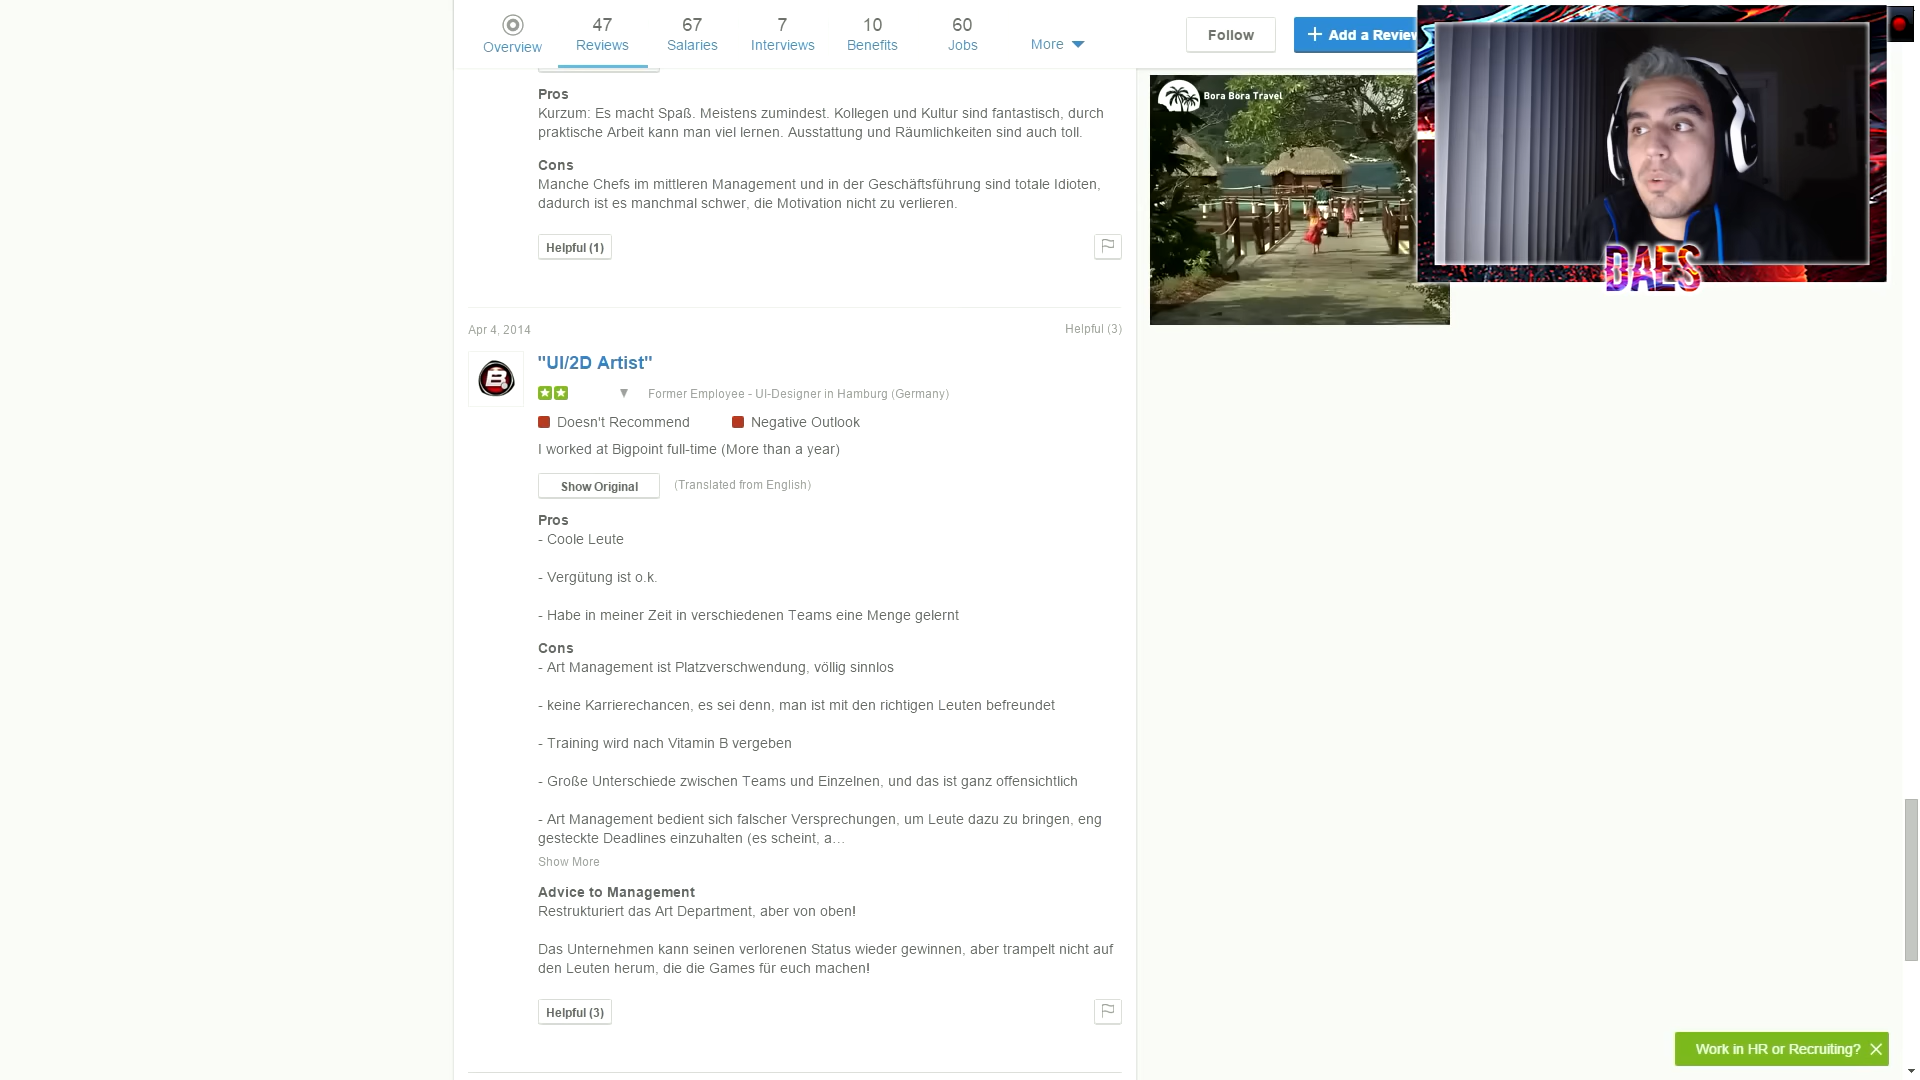 47
67
7
10
60
Overview
Reviews
Salaries
Interviews
Benefits
Jobs
More
Follow
Add a Review
Pros
Kurzum: Es macht Spaß. Meistens zumindest. Kollegen und Kultur sind fantastisch, durch
praktische Arbeit kann man viel lernen. Ausstattung und Räumlichkeiten sind auch toll.
Cons
Manche Chefs im mittleren Management und in der Geschäftsführung sind totale Idioten,
dadurch ist es manchmal schwer, die Motivation nicht zu verlieren.
Helpful (1)
Bora Bora Travel
DAES
Apr 4, 2014
Helpful (3)
B
"UI/2D Artist"
Former Employee - UI-Designer in Hamburg (Germany)
Doesn't Recommend
Negative Outlook
I worked at Bigpoint full-time (More than a year)
Show Original
(Translated from English)
Pros
- Coole Leute
- Vergütung ist o.k.
- Habe in meiner Zeit in verschiedenen Teams eine Menge gelernt
Cons
- Art Management ist Platzverschwendung, völlig sinnlos
- keine Karrierechancen, es sei denn, man ist mit den richtigen Leuten befreundet
- Training wird nach Vitamin B vergeben
- Große Unterschiede zwischen Teams und Einzelnen, und das ist ganz offensichtlich
- Art Management bedient sich falscher Versprechungen, um Leute dazu zu bringen, eng
gesteckte Deadlines einzuhalten (es scheint, a…
Show More
Advice to Management
Restrukturiert das Art Department, aber von oben!
Das Unternehmen kann seinen verlorenen Status wieder gewinnen, aber trampelt nicht auf
den Leuten herum, die die Games für euch machen!
Helpful (3)
Work in HR or Recruiting?